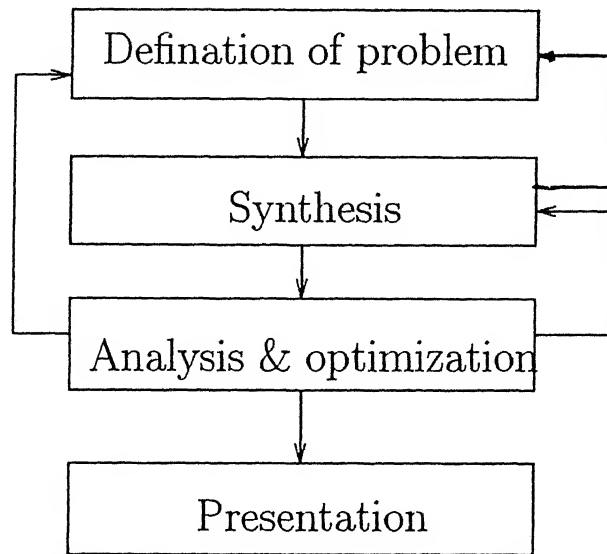 Defination of problem
Synthesis
Analysis & optimization
Presentation